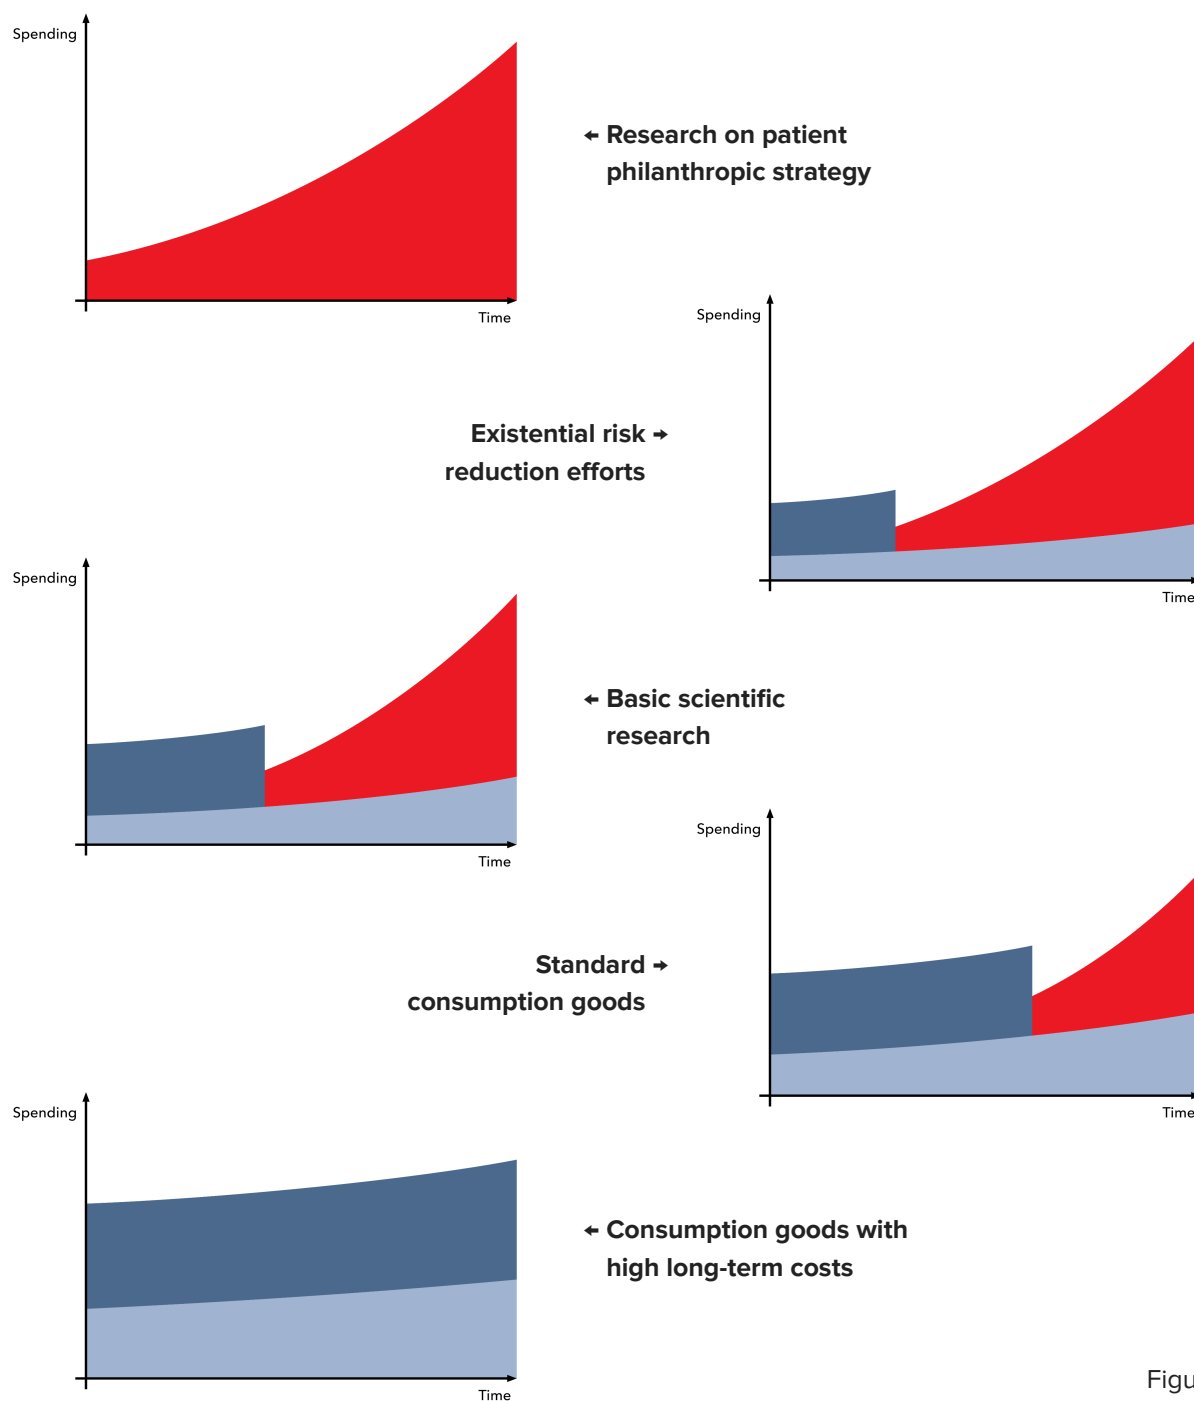 Spending
← Research on patient
philanthropic strategy
Time
Spending
Existential risk →
reduction efforts
Time
Spending
← Basic scientific
research
Time
Spending
Standard →
consumption goods
Time
Spending
← Consumption goods with
high long-term costs
Time
Figu